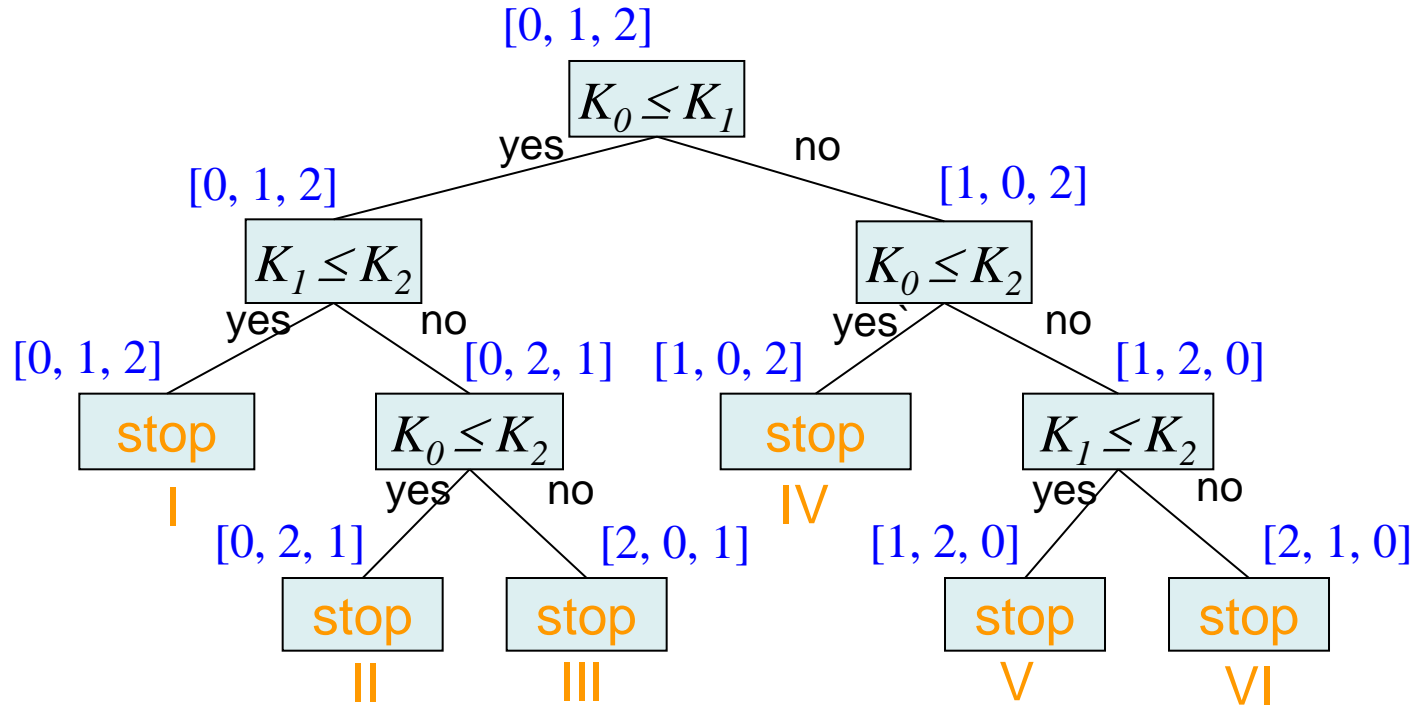 [0, 1, 2]
K₀ ≤ K₁
yes
no
[0, 1, 2]
[1, 0, 2]
K₁ ≤ K₂
K₀ ≤ K₂
yes
no
yes`
no
[0, 1, 2]
[0, 2, 1]
[1, 0, 2]
[1, 2, 0]
stop
K₀ ≤ K₂
stop
K₁ ≤ K₂
I
yes
no
IV
yes
no
[0, 2, 1]
[2, 0, 1]
[1, 2, 0]
[2, 1, 0]
stop
stop
stop
stop
II
III
V
VI